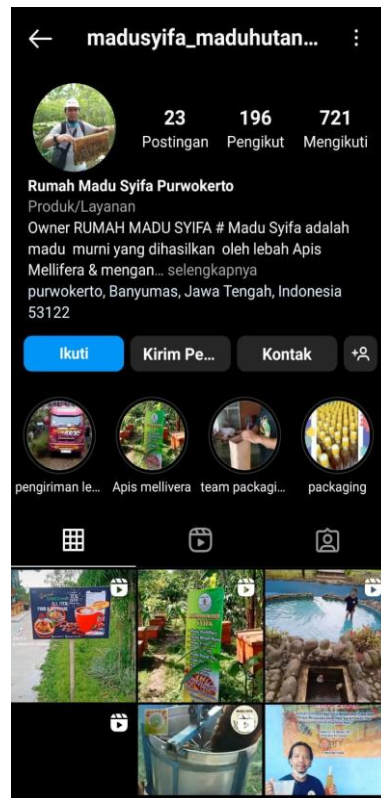 madusyifa_maduhutan...
23 196 721
Postingan Pengikut Mengikuti
Rumah Madu Syifa Purwokerto
Produk/Layanan
Owner RUMAH MADU SYIFA # Madu Syifa adalah
madu murni yang dihasilkan oleh lebah Apis
Mellifera & mengan... selengkapnya
purwokerto, Banyumas, Jawa Tengah, Indonesia
53122
Ikuti Kirim Pe... Kontak
pengiriman le... Apis mellivera team packagi... packaging
SYIFA